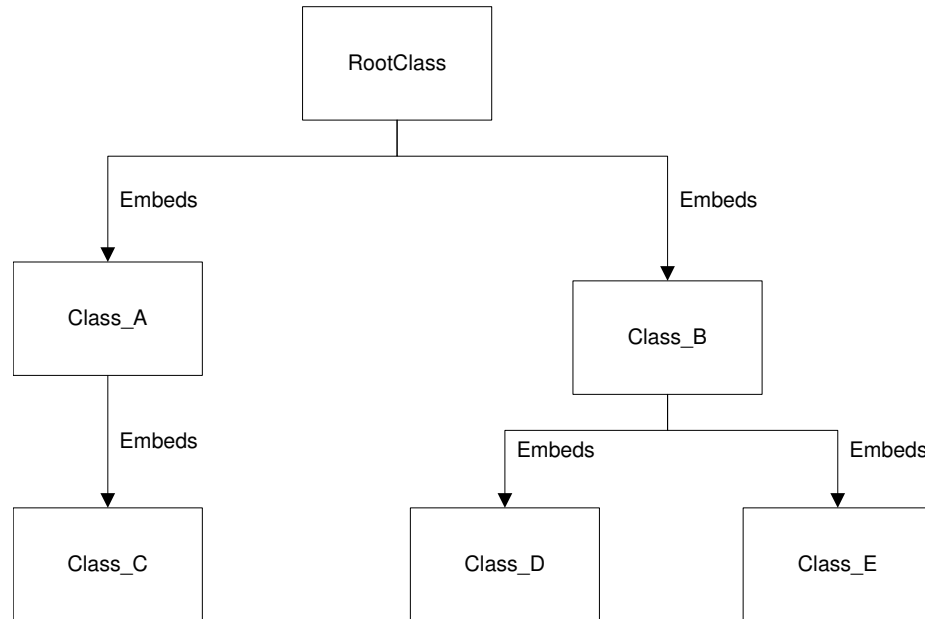 RootClass
Embeds
Embeds
Class_A
Class_B
Embeds
Embeds
Embeds
Class_C
Class_D
Class_E